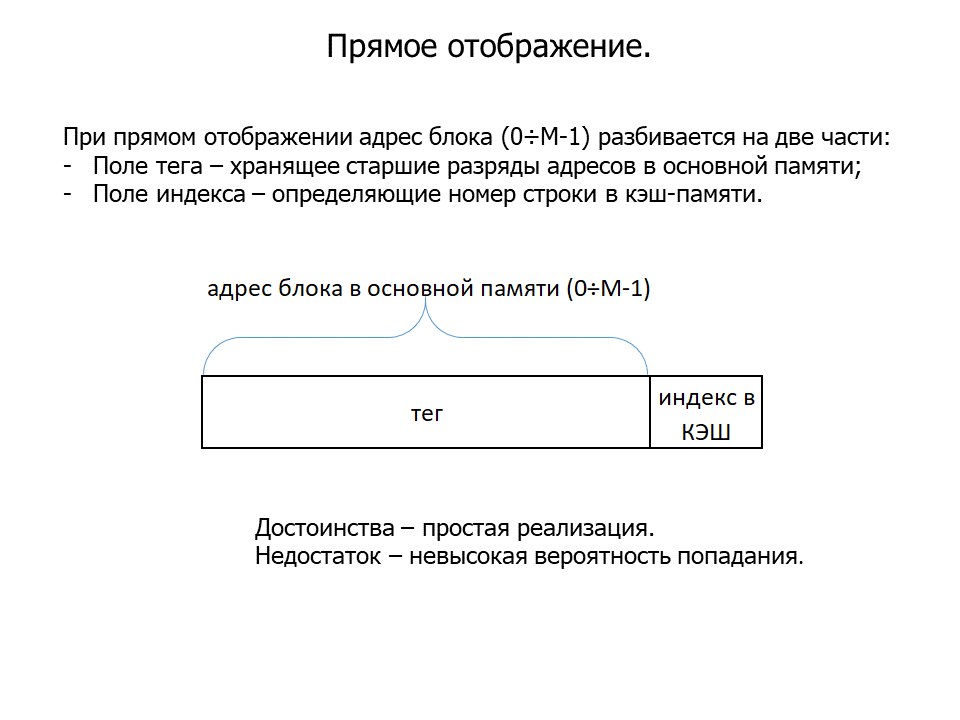 Прямое отображение.
При прямом отображении адрес блока (0÷М-1) разбивается на две части:
- Поле тега – хранящее старшие разряды адресов в основной памяти;
- Поле индекса – определяющие номер строки в кэш-памяти.
адрес блока в основной памяти (0÷М-1)
тег
индекс в
КЭШ
Достоинства – простая реализация.
Недостаток – невысокая вероятность попадания.